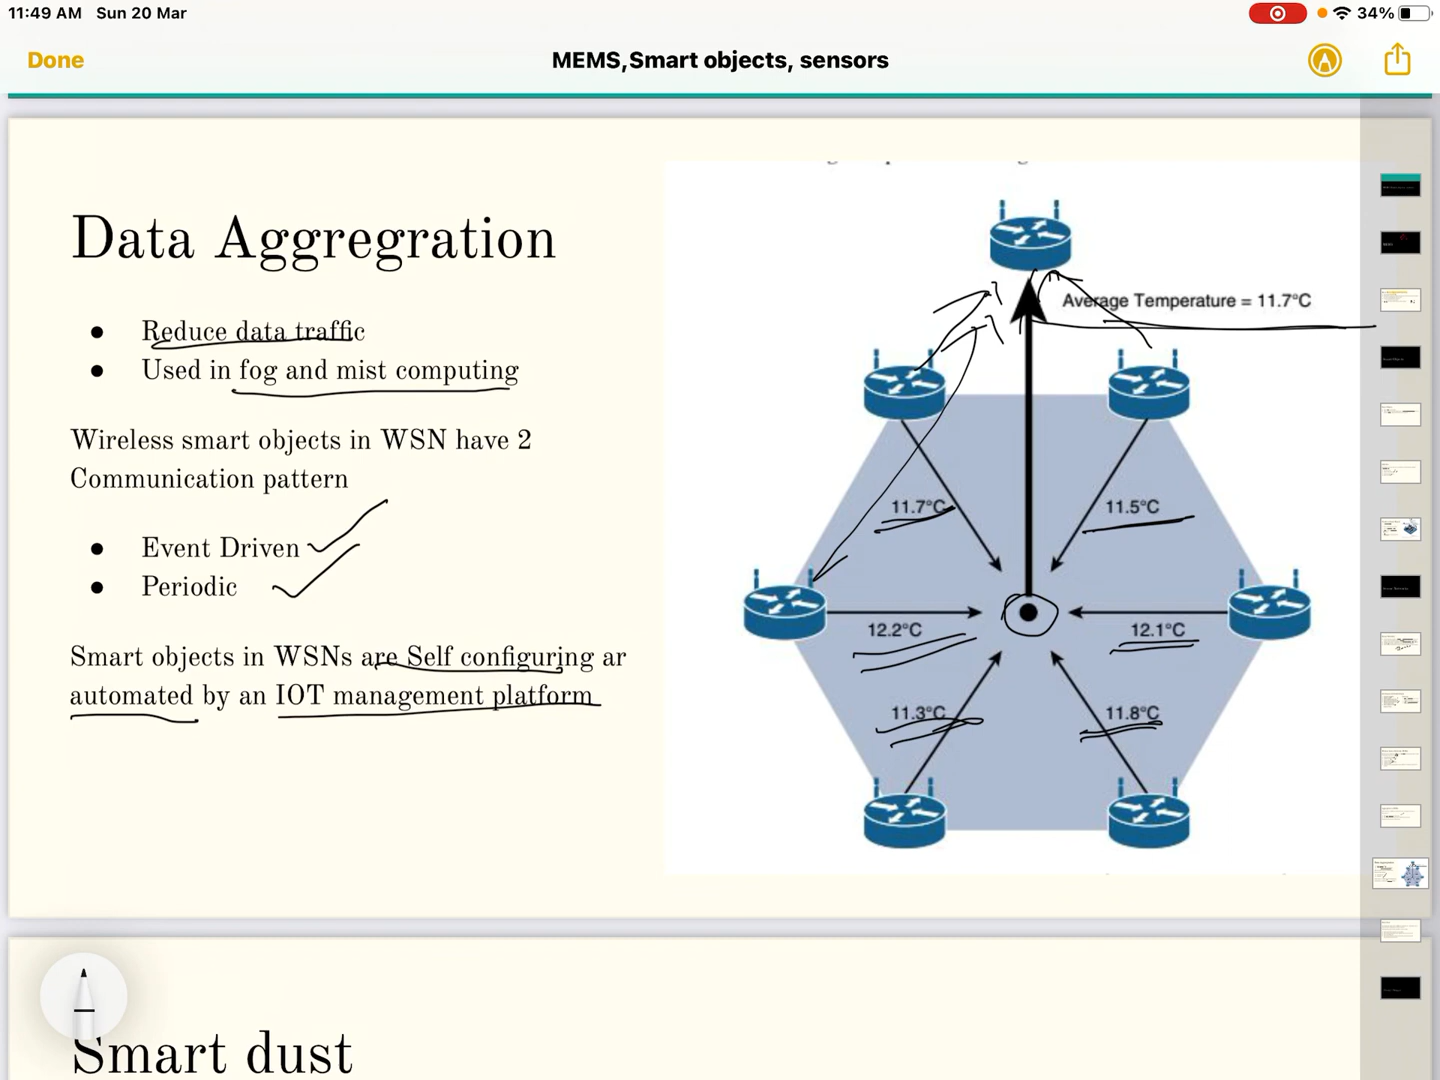 11:49 AM Sun 20 Mar
34%
Done
MEMS,Smart objects, sensors
Data Aggregration
● Reduce data traffic
● Used in fog and mist computing
Wireless smart objects in WSN have 2
Communication pattern
● Event Driven
● Periodic
Smart objects in WSNs are Self configuring ar
automated by an IOT management platform
Average Temperature = 11.7°C
11.7°C
11.5°C
12.2°C
12.1°C
11.3°C
11.8°C
Smart dust